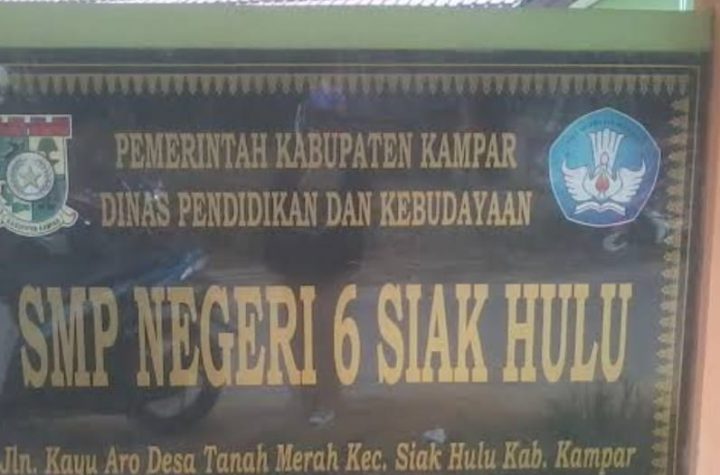 PEMERINTAH KABUPATEN KAMPAR
DINAS PENDIDIKAN DAN KEBUDAYAAN
SMP NEGERI 6 SIAK HULU
Jln. Kayu Aro Desa Tanah Merah Kec. Siak Hulu Kab. Kampar